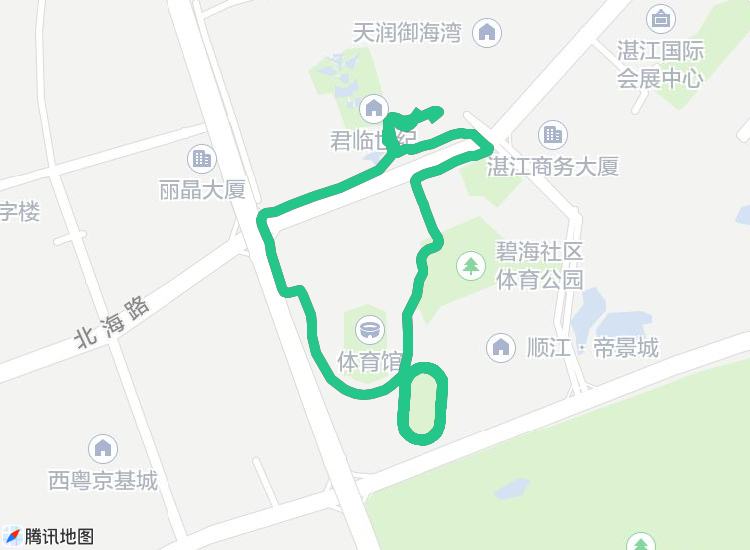 天润御海湾
湛江国际
会展中心
君临世纪
湛江商务大厦
丽晶大厦
字楼
碧海社区
体育公园
北海路
体育馆
顺江·帝景城
西粤京基城
腾讯地图